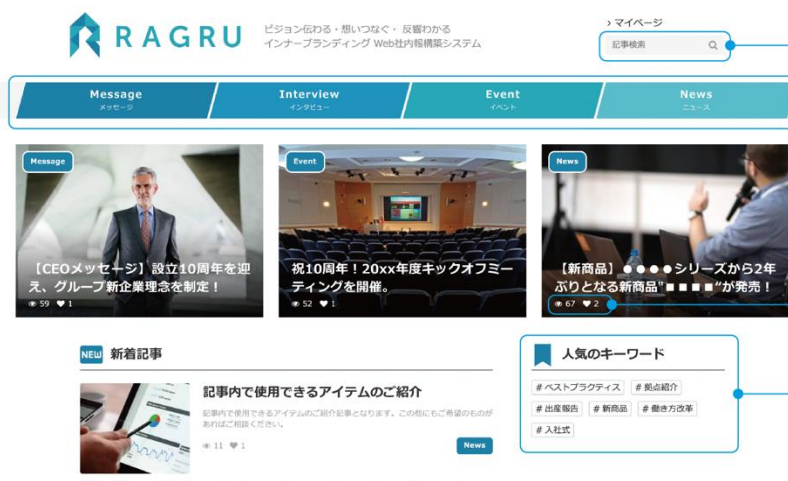 RAGRU
ビジョン伝わる・想いつなぐ・ 反響わかる
インナーブランディング Web社内報構築システム
› マイページ
記事検索
Message
メッセージ
Interview
インタビュー
Event
イベント
News
ニュース
Message
【CEOメッセージ】設立10周年を迎
え、グループ新企業理念を制定！
59 1
Event
祝10周年！20xx年度キックオフミー
ティングを開催。
52 1
News
【新商品】●●●●シリーズから2年
ぶりとなる新商品"■■■■“が発売！
67 2
NEW 新着記事
記事内で使用できるアイテムのご紹介
記事内で使用できるアイテムのご紹介記事となります。この他にもご希望のものが
あればご相談ください。
11 1
News
人気のキーワード
# ベストプラクティス # 拠点紹介
# 出産報告 # 新商品 # 働き方改革
# 入社式